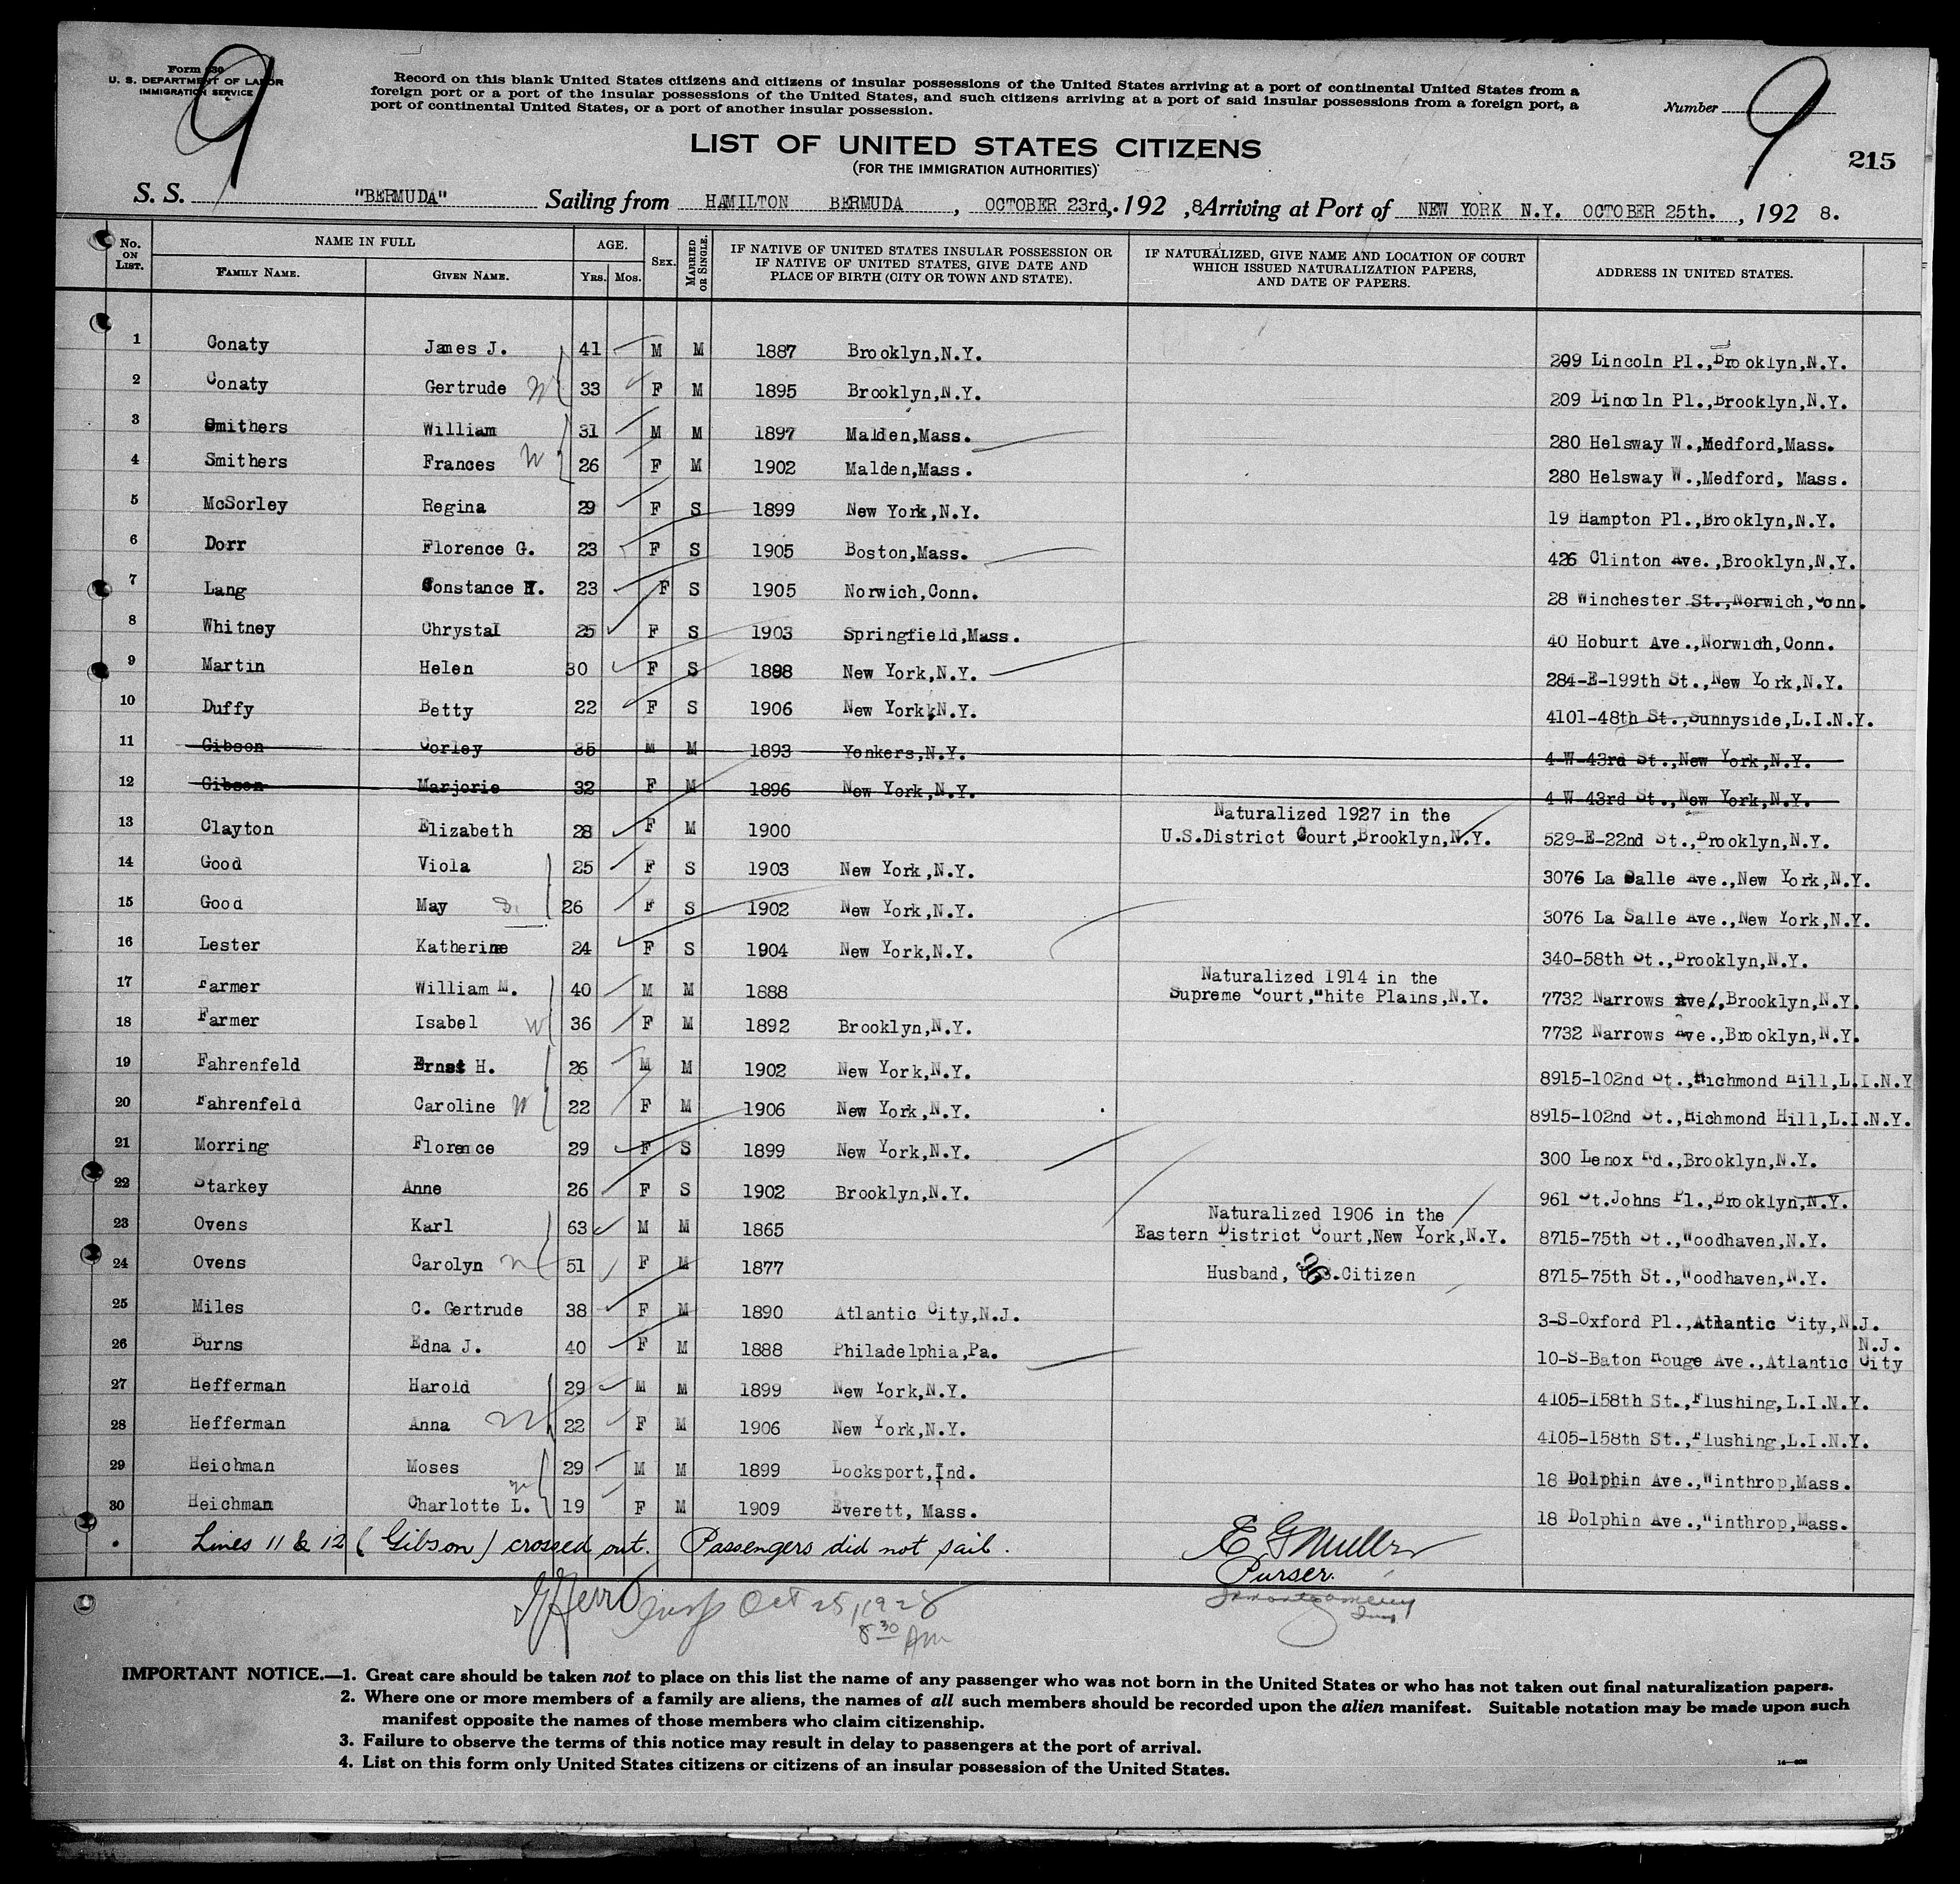 Form 630
U. S. DEPARTMENT OF LABOR
IMMIGRATION SERVICE
9
Record on this blank United States citizens and citizens of insular possessions of the United States arriving at a port of continental United States from a
foreign port or a port of the insular possessions of the United States, and such citizens arriving at a port of said insular possessions from a foreign port, a
port of continental United States, or a port of another insular possession.
Number 9
LIST OF UNITED STATES CITIZENS
(FOR THE IMMIGRATION AUTHORITIES)
215
S. S. "BERMUDA" Sailing from HAMILTON BERMUDA, OCTOBER 23rd, 192,8 Arriving at Port of NEW YORK N.Y. OCTOBER 25th., 192 8.
No. ON LIST. NAME IN FULL FAMILY NAME. GIVEN NAME. AGE. YRS. MOS. SEX. MARRIED OR SINGLE. IF NATIVE OF UNITED STATES INSULAR POSSESSION OR IF NATIVE OF UNITED STATES, GIVE DATE AND PLACE OF BIRTH (CITY OR TOWN AND STATE). IF NATURALIZED, GIVE NAME AND LOCATION OF COURT WHICH ISSUED NATURALIZATION PAPERS, AND DATE OF PAPERS. ADDRESS IN UNITED STATES.
1 Conaty James J. 41 M M 1887 Brooklyn,N.Y. 209 Lincoln Pl.,Brooklyn,N.Y.
2 Conaty Gertrude W 33 F M 1895 Brooklyn,N.Y. 209 Lincoln Pl.,Brooklyn,N.Y.
3 Smithers William 31 M M 1897 Malden,Mass. 280 Helsway W.,Medford,Mass.
4 Smithers Frances W 26 F M 1902 Malden,Mass. 280 Helsway W.,Medford, Mass.
5 McSorley Regina 29 F S 1899 New York,N.Y. 19 Hampton Pl.,Brooklyn,N.Y.
6 Dorr Florence G. 23 F S 1905 Boston,Mass. 426 Clinton Ave.,Brooklyn,N.Y.
7 Lang Constance H. 23 F S 1905 Norwich,Conn. 28 Winchester St.,Norwich,Conn.
8 Whitney Chrystal 25 F S 1903 Springfield,Mass. 40 Hoburt Ave.,Norwich,Conn.
9 Martin Helen 30 F S 1898 New York,N.Y. 284-E-199th St.,New York,N.Y.
10 Duffy Betty 22 F S 1906 New York,N.Y. 4101-48th St.,Sunnyside,L.I.N.Y.
11 Gibson Corley 35 M M 1893 Yonkers,N.Y. 4-W-43rd St.,New York,N.Y.
12 Gibson Marjorie 32 F M 1896 New York,N.Y. 4-W-43rd St.,New York,N.Y.
13 Clayton Elizabeth 28 F M 1900 Naturalized 1927 in the U.S.District Court,Brooklyn,N.Y. 529-E-22nd St.,Brooklyn,N.Y.
14 Good Viola 25 F S 1903 New York,N.Y. 3076 La Salle Ave.,New York,N.Y.
15 Good May 26 F S 1902 New York,N.Y. 3076 La Salle Ave.,New York,N.Y.
16 Lester Katherine 24 F S 1904 New York,N.Y. 340-58th St.,Brooklyn,N.Y.
17 Farmer William M. 40 M M 1888 Naturalized 1914 in the Supreme Court,White Plains,N.Y. 7732 Narrows Ave.,Brooklyn,N.Y.
18 Farmer Isabel W 36 F M 1892 Brooklyn,N.Y. 7732 Narrows Ave.,Brooklyn,N.Y.
19 Fahrenfeld Ernst H. 26 M M 1902 New York,N.Y. 8915-102nd St.,Richmond Hill,L.I.N.Y
20 Fahrenfeld Caroline W 22 F M 1906 New York,N.Y. 8915-102nd St.,Richmond Hill,L.I.N.Y.
21 Morring Florence 29 F S 1899 New York,N.Y. 300 Lenox Rd.,Brooklyn,N.Y.
22 Starkey Anne 26 F S 1902 Brooklyn,N.Y. 961 St.Johns Pl.,Brooklyn,N.Y.
23 Ovens Karl 63 M M 1865 Naturalized 1906 in the Eastern District Court,New York,N.Y. 8715-75th St.,Woodhaven,N.Y.
24 Ovens Carolyn W 51 F M 1877 Husband, U.S.Citizen 8715-75th St.,Woodhaven,N.Y.
25 Miles C. Gertrude 38 F M 1890 Atlantic City,N.J. 3-S-Oxford Pl.,Atlantic City,N.J.
26 Burns Edna J. 40 F M 1888 Philadelphia,Pa. 10-S-Baton Rouge Ave.,Atlantic City N.J.
27 Hefferman Harold 29 M M 1899 New York,N.Y. 4105-158th St.,Flushing,L.I.N.Y.
28 Hefferman Anna W 22 F M 1906 New York,N.Y. 4105-158th St.,Flushing,L.I.N.Y.
29 Heichman Moses 29 M M 1899 Locksport,Ind. 18 Dolphin Ave.,Winthrop,Mass.
30 Heichman Charlotte L. W 19 F M 1909 Everett, Mass. 18 Dolphin Ave.,Winthrop,Mass.
Lines 11 & 12 (Gibson) crossed out. Passengers did not sail. E G Muller
Purser.
Insp Oct 25, 1928
8 30 AM
IMPORTANT NOTICE.—1. Great care should be taken not to place on this list the name of any passenger who was not born in the United States or who has not taken out final naturalization papers.
2. Where one or more members of a family are aliens, the names of all such members should be recorded upon the alien manifest. Suitable notation may be made upon such
manifest opposite the names of those members who claim citizenship.
3. Failure to observe the terms of this notice may result in delay to passengers at the port of arrival.
4. List on this form only United States citizens or citizens of an insular possession of the United States.